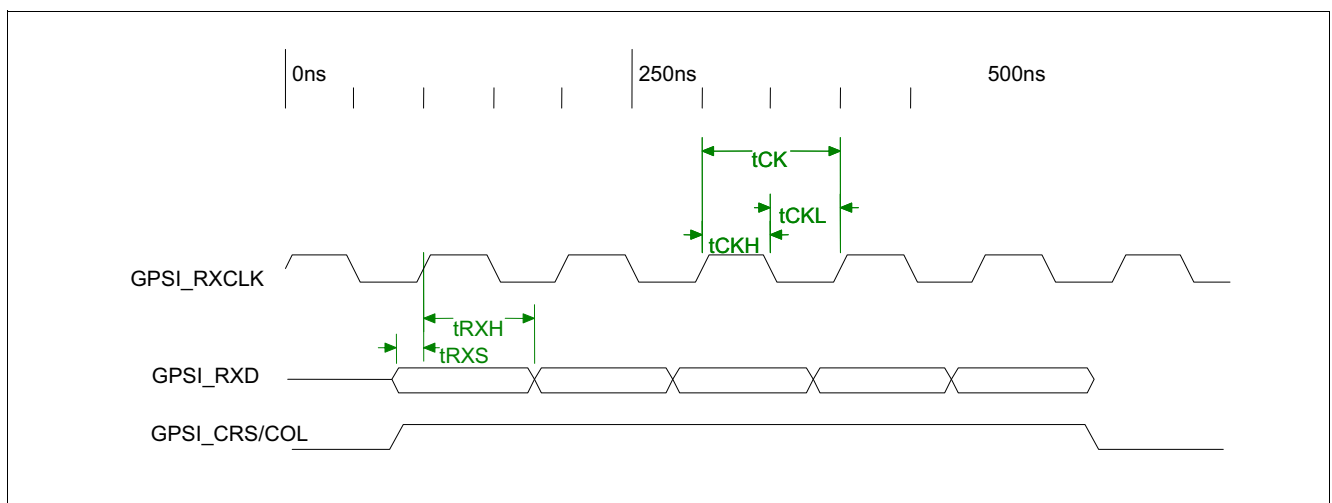 0ns 250ns 500ns
tCK
tCKL
tCKH
GPSI_RXCLK
tRXH
tRXS
GPSI_RXD
GPSI_CRS/COL